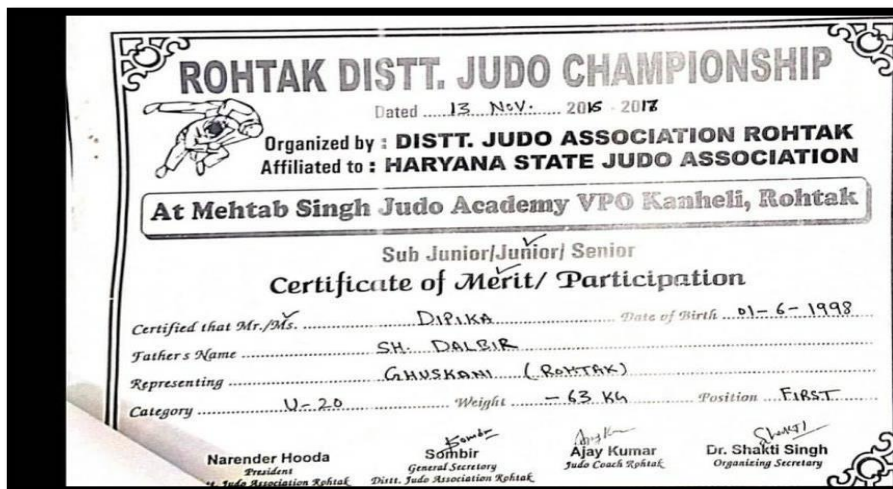 ROHTAK DISTT. JUDO CHAMPIONSHIP
Dated ......13 NOV. ...... 2016 - 2017
Organized by : DISTT. JUDO ASSOCIATION ROHTAK
Affiliated to : HARYANA STATE JUDO ASSOCIATION
At Mehtab Singh Judo Academy VPO Kanheli, Rohtak
Sub Junior/Junior/ Senior
Certificate of Merit/ Participation
Certified that Mr./Ms. DIPIKA Date of Birth 01-6-1998
Father's Name SH. DALBIR
Representing GHUSKANI (ROHTAK)
Category U-20 Weight -63 KG Position FIRST
Sombir Shakti
Narender Hooda Sombir Ajay Kumar Dr. Shakti Singh
President General Secretary Judo Coach Rohtak Organizing Secretary
Judo Association Rohtak Distt. Judo Association Rohtak